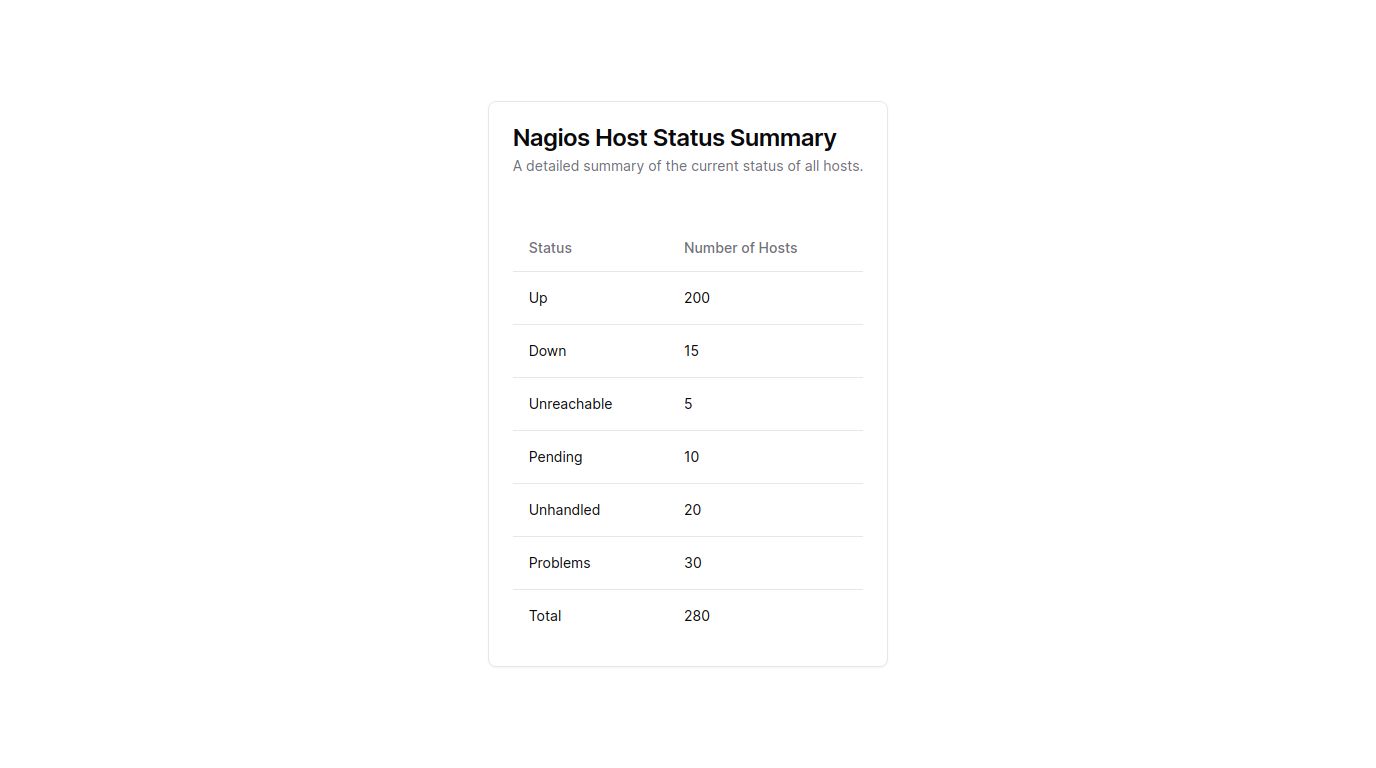 Nagios Host Status Summary
A detailed summary of the current status of all hosts.
Status Number of Hosts
Up 200
Down 15
Unreachable 5
Pending 10
Unhandled 20
Problems 30
Total 280